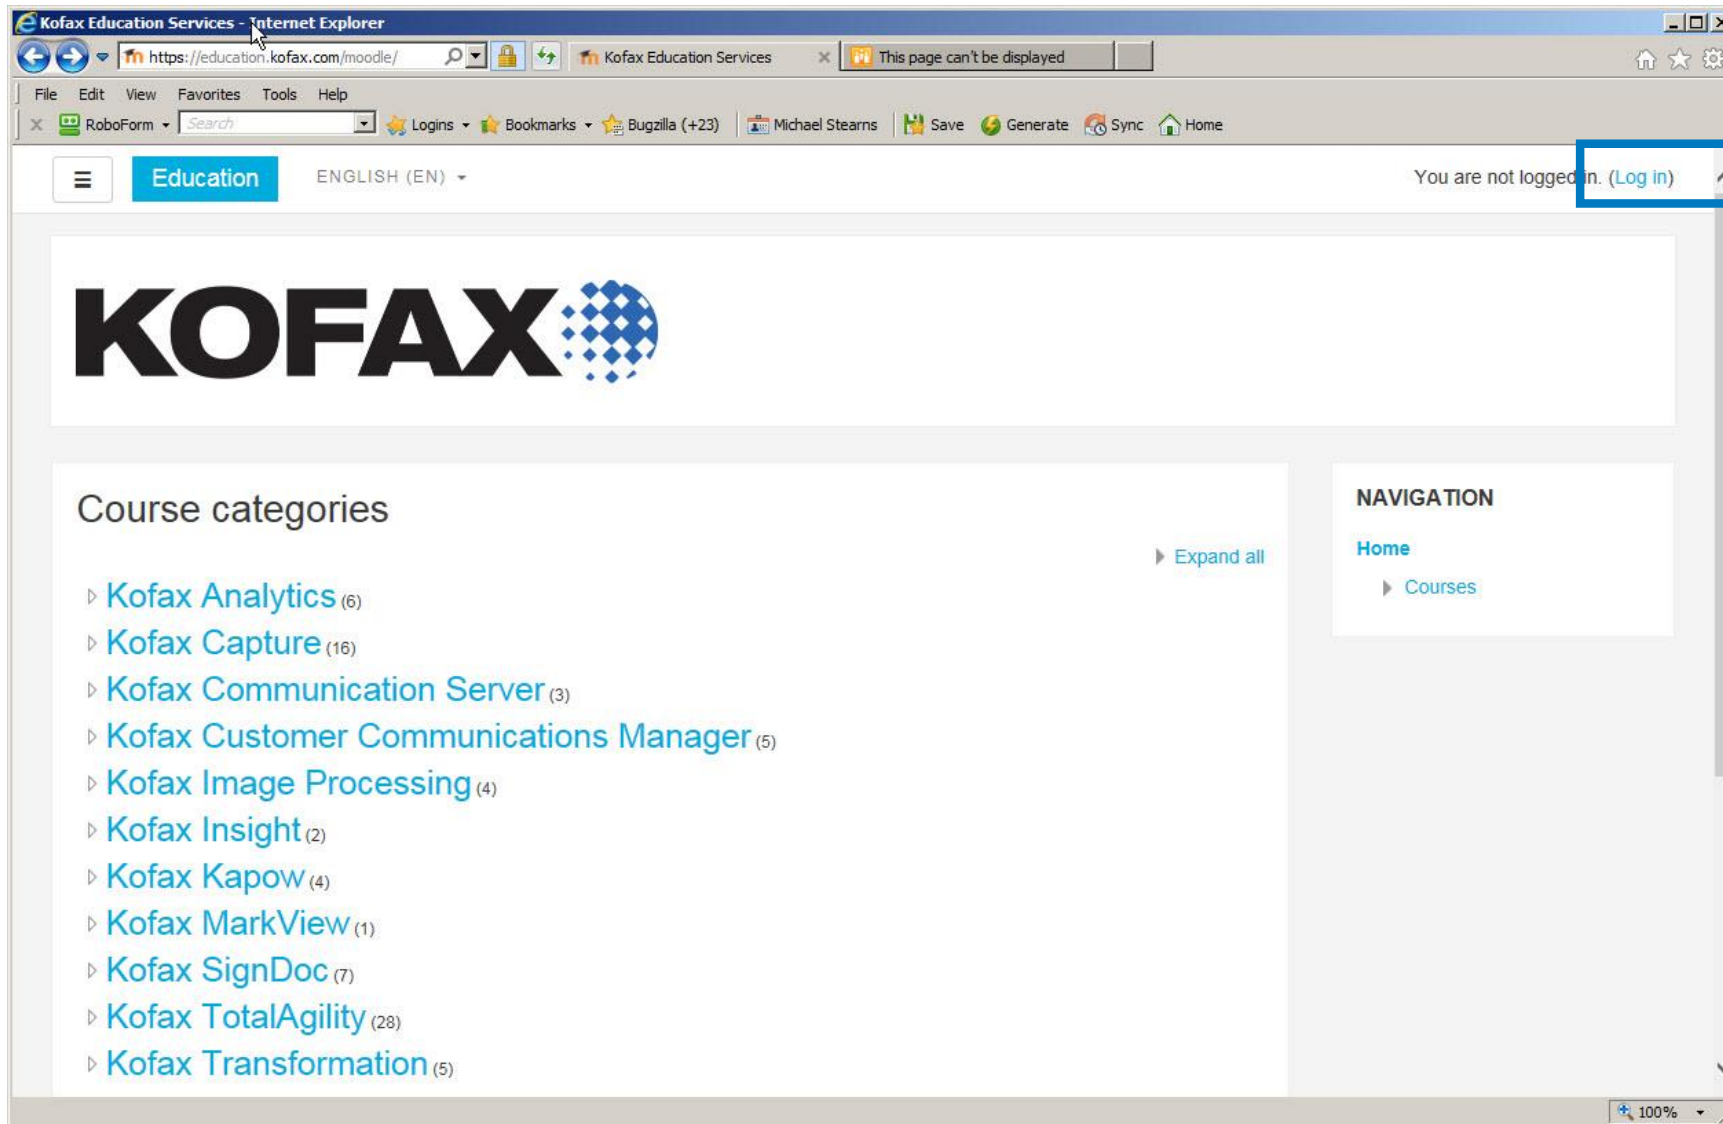 Kofax Education Services - Internet Explorer
https://education.kofax.com/moodle/
Kofax Education Services
This page can't be displayed
File Edit View Favorites Tools Help
RoboForm Search Logins Bookmarks Bugzilla (+23) Michael Stearns Save Generate Sync Home
Education ENGLISH (EN) You are not logged in. (Log in)
KOFAX
Course categories
Expand all
Kofax Analytics (6)
Kofax Capture (16)
Kofax Communication Server (3)
Kofax Customer Communications Manager (5)
Kofax Image Processing (4)
Kofax Insight (2)
Kofax Kapow (4)
Kofax MarkView (1)
Kofax SignDoc (7)
Kofax TotalAgility (28)
Kofax Transformation (5)
NAVIGATION
Home
Courses
100%